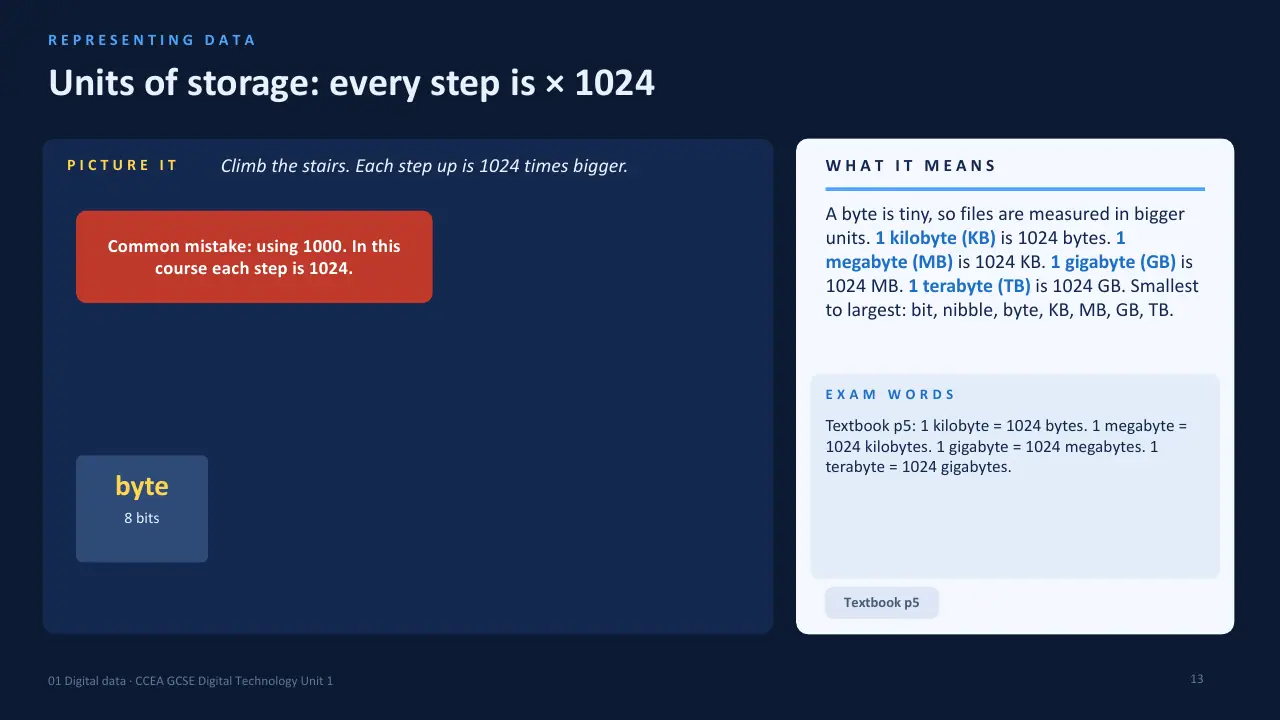 REPRESENTING DATA
Units of storage: every step is × 1024
PICTURE IT
Climb the stairs. Each step up is 1024 times bigger.
Common mistake: using 1000. In this
course each step is 1024.
byte
8 bits
WHAT IT MEANS
A byte is tiny, so files are measured in bigger
units. 1 kilobyte (KB) is 1024 bytes. 1
megabyte (MB) is 1024 KB. 1 gigabyte (GB) is
1024 MB. 1 terabyte (TB) is 1024 GB. Smallest
to largest: bit, nibble, byte, KB, MB, GB, TB.
EXAM WORDS
Textbook p5: 1 kilobyte = 1024 bytes. 1 megabyte =
1024 kilobytes. 1 gigabyte = 1024 megabytes. 1
terabyte = 1024 gigabytes.
Textbook p5
01 Digital data · CCEA GCSE Digital Technology Unit 1
13